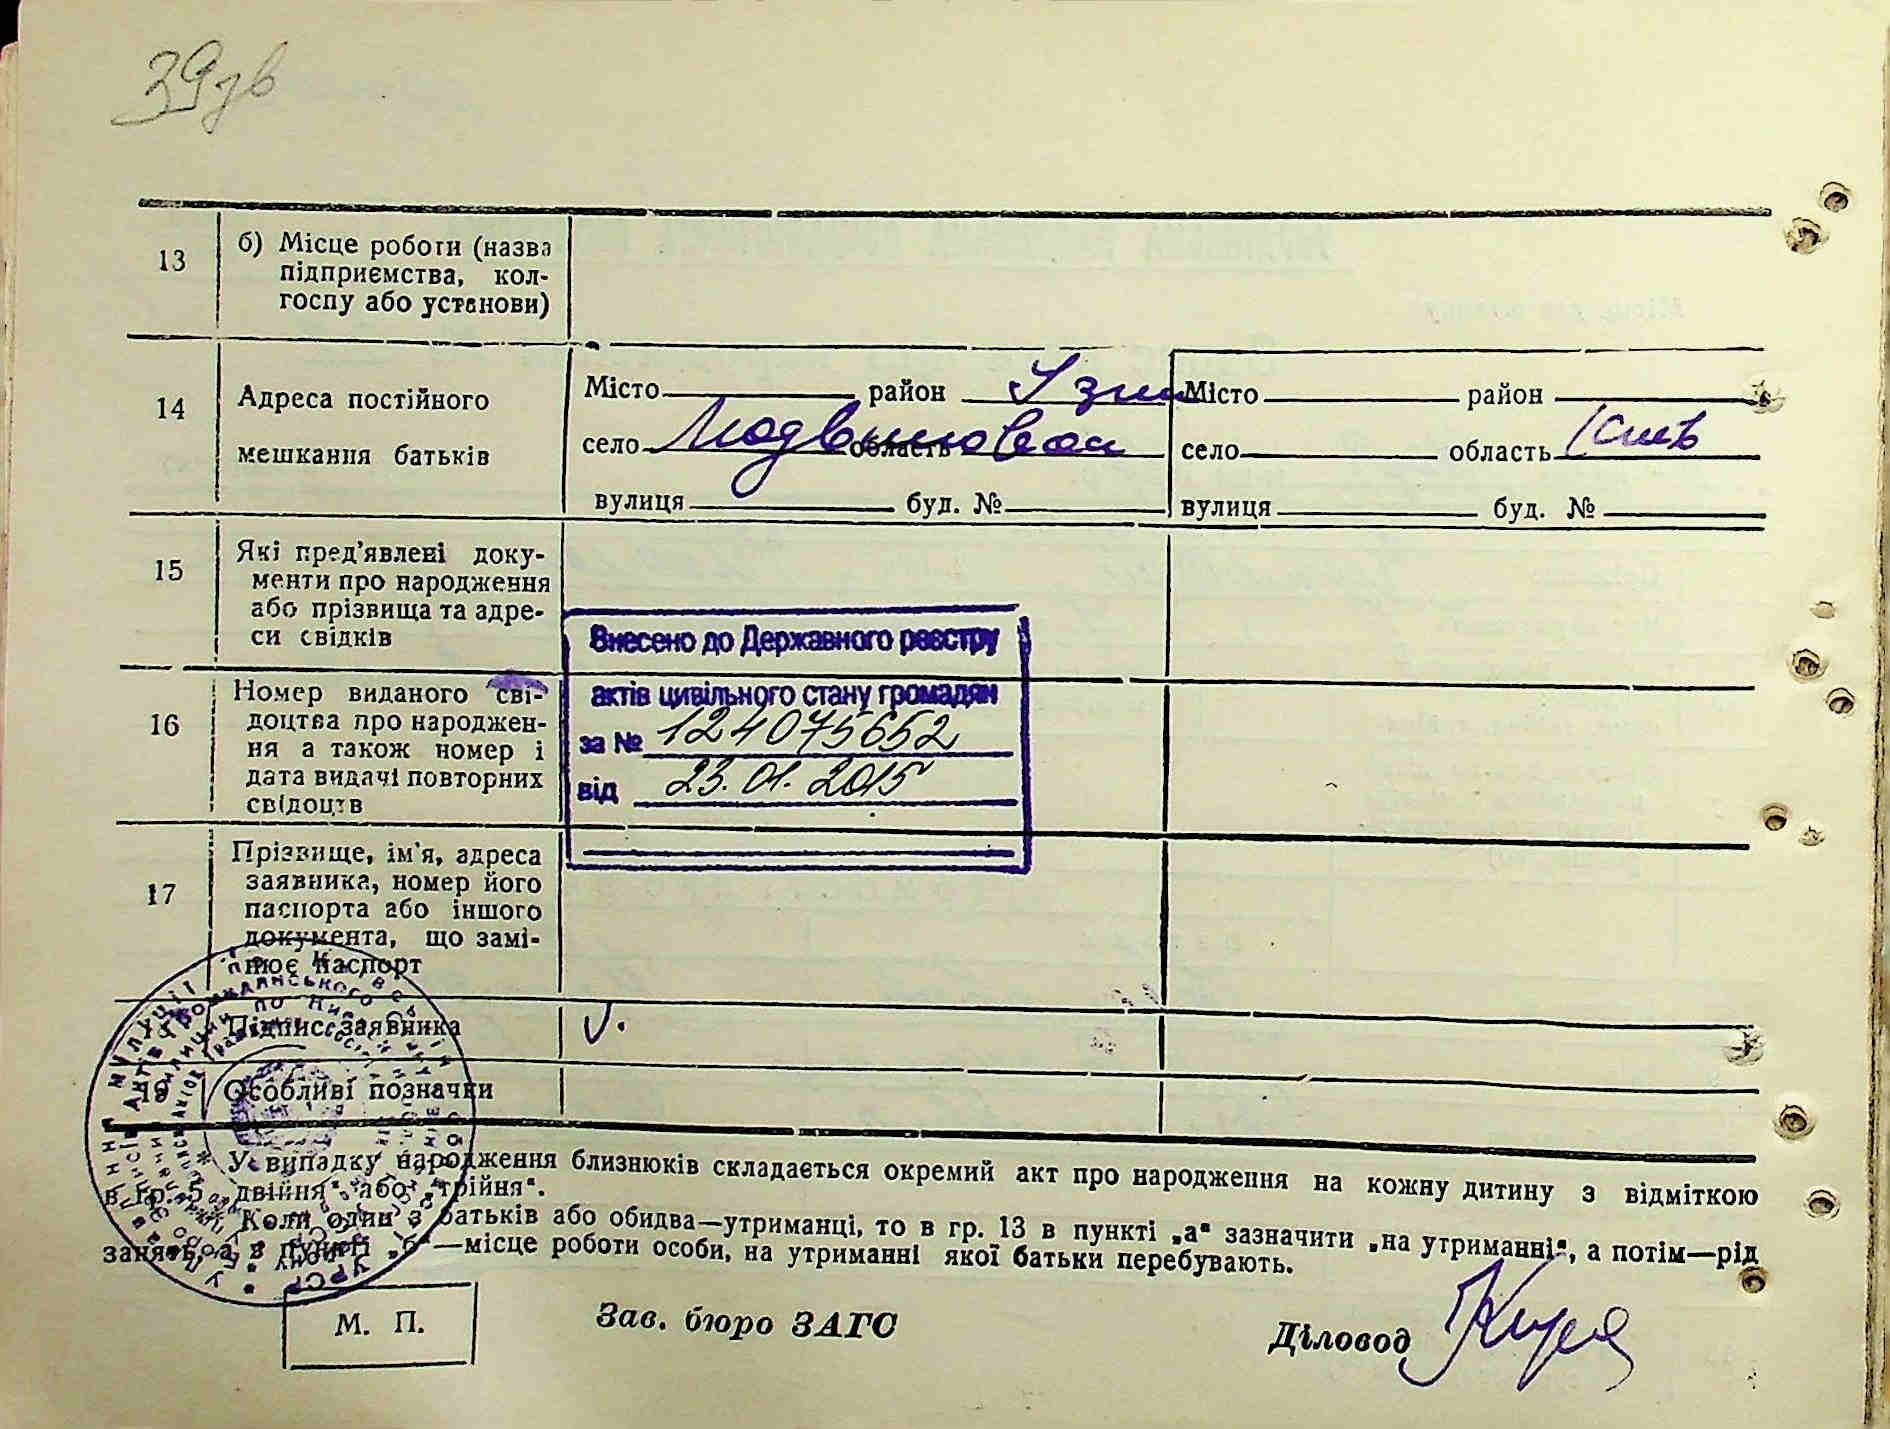 39зв
13
б) Місце роботи (назва
підприємства, кол-
госпу або установи)
14
Адреса постійного
мешкання батьків
Місто район Узин
село область
вулиця буд. №
Місто район
село область Київ
вулиця буд. №
15
Які пред'явлені доку-
менти про народження
або прізвища та адре-
си свідків
Внесено до Державного реєстру
актів цивільного стану громадян
за № 124075652
від 23.01.2015
16
Номер виданого сві-
доцтва про народжен-
ня а також номер і
дата видачі повторних
свідоцтв
17
Прізвище, ім'я, адреса
заявника, номер його
паспорта або іншого
документа, що замі-
нює паспорт
18
Підпис заявника
19
Особливі позначки
У випадку народження близнюків складається окремий акт про народження на кожну дитину з відміткою
в гр. 5 „двійня“ або „трійня“.
Коли один з батьків або обидва—утриманці, то в гр. 13 в пункті „а“ зазначити „на утриманні“, а потім—рід
занять, а в пункті „б“—місце роботи особи, на утриманні якої батьки перебувають.
М. П.
Зав. бюро ЗАГС
Діловод